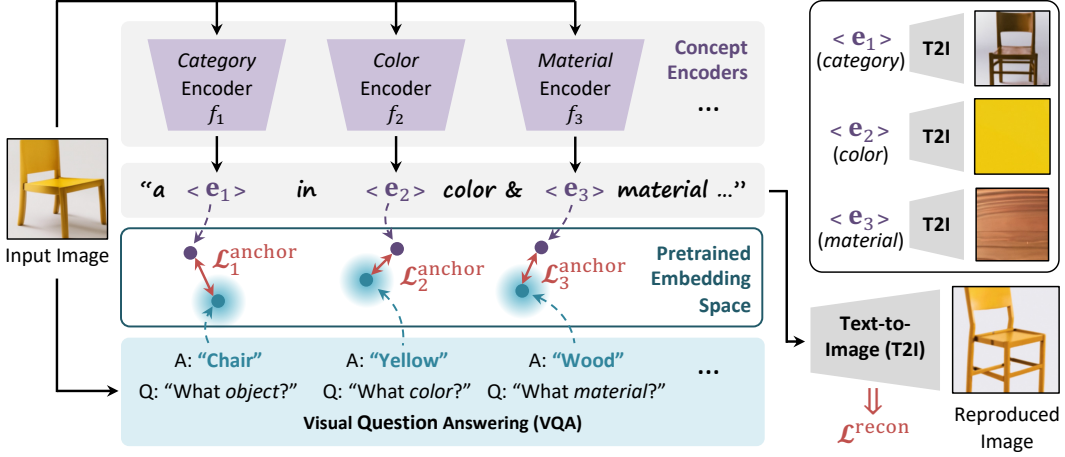 Category
Encoder
f₁
Color
Encoder
f₂
Material
Encoder
f₃
Concept
Encoders
...
Input Image
“a < e₁> in < e₂> color & < e₃> material ...”
ℒ₁ᵃⁿᶜʰᵒʳ
ℒ₂ᵃⁿᶜʰᵒʳ
ℒ₃ᵃⁿᶜʰᵒʳ
Pretrained
Embedding
Space
A: “Chair”
A: “Yellow”
A: “Wood”
...
Q: “What object?”
Q: “What color?”
Q: “What material?”
Visual Question Answering (VQA)
< e₁>
(category)
T2I
< e₂>
(color)
T2I
< e₃>
(material)
T2I
Text-to-
Image (T2I)
ℒʳᵉᶜᵒⁿ
Reproduced
Image